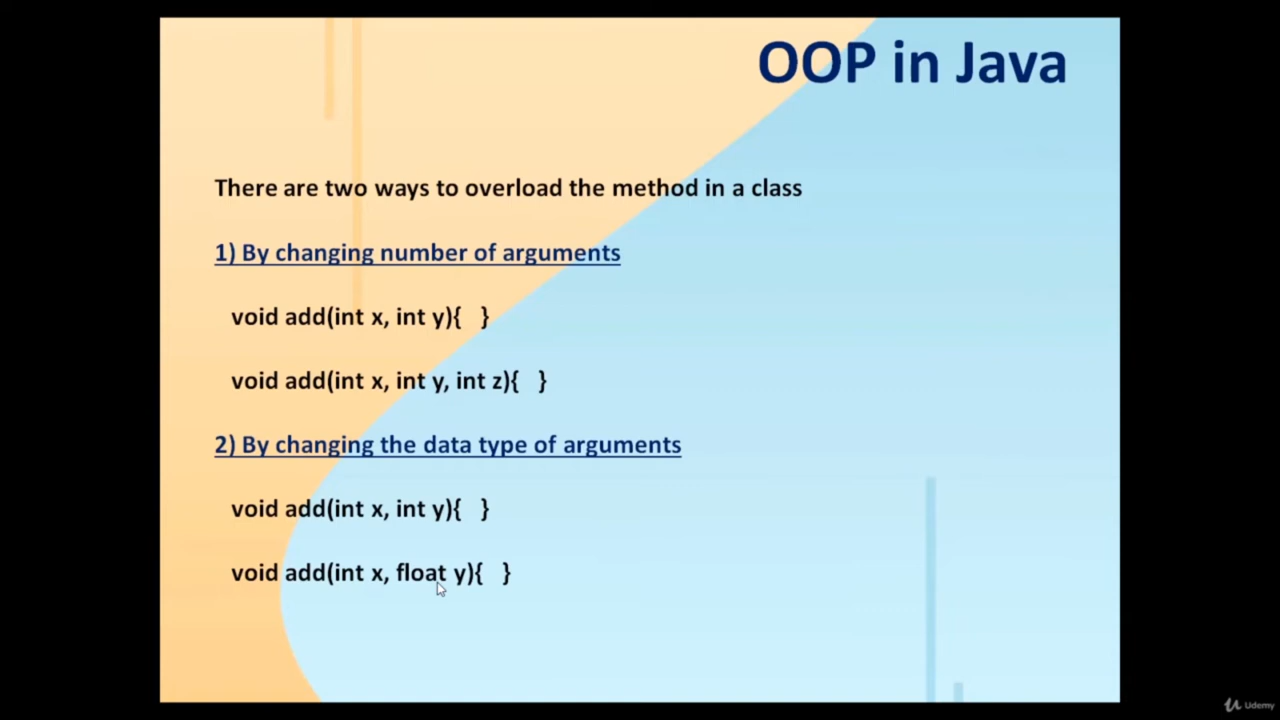 OOP in Java
There are two ways to overload the method in a class
1) By changing number of arguments
void add(int x, int y){ }
void add(int x, int y, int z){ }
2) By changing the data type of arguments
void add(int x, int y){ }
void add(int x, float y){ }
Udemy